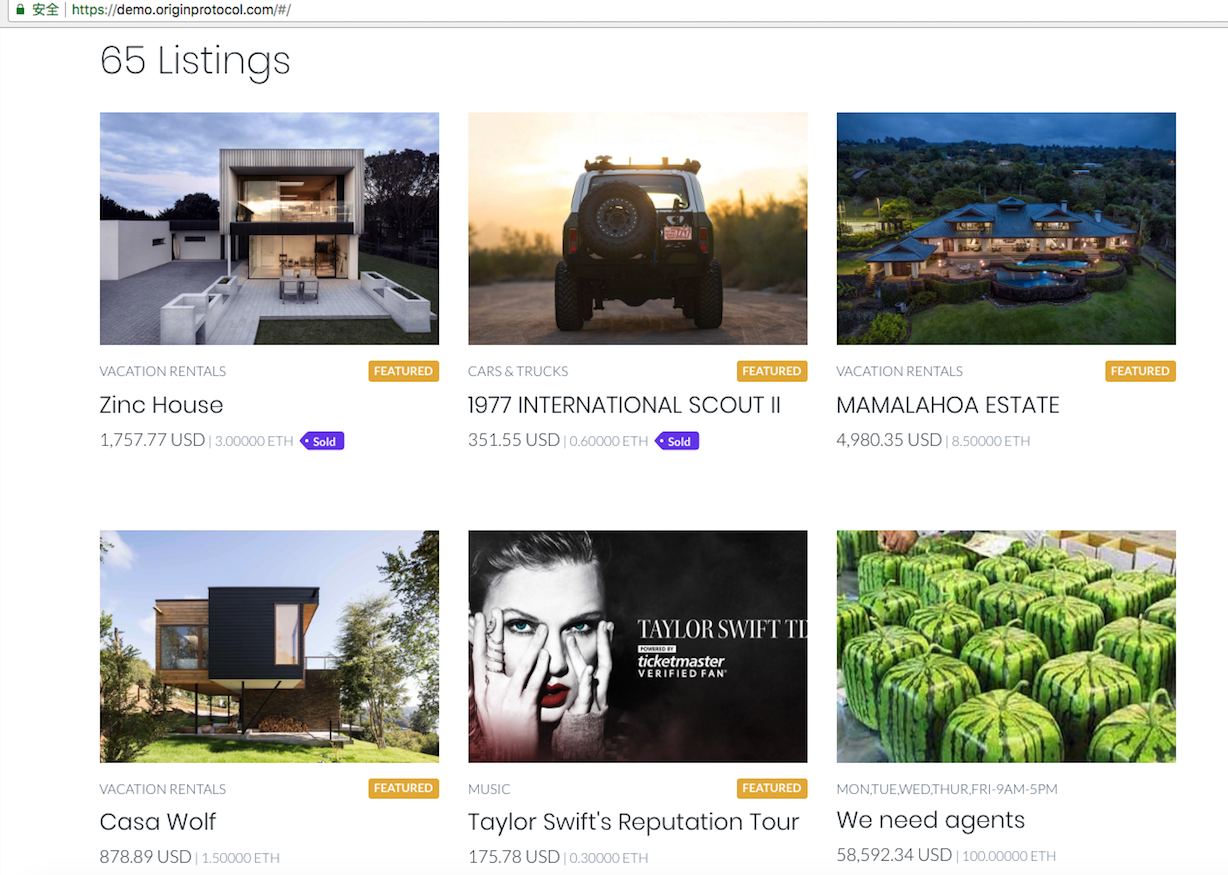 安全 https://demo.originprotocol.com/#/
65 Listings
VACATION RENTALS FEATURED
Zinc House
1,757.77 USD | 3.00000 ETH Sold
CARS & TRUCKS FEATURED
1977 INTERNATIONAL SCOUT II
351.55 USD | 0.60000 ETH Sold
VACATION RENTALS FEATURED
MAMALAHOA ESTATE
4,980.35 USD | 8.50000 ETH
VACATION RENTALS FEATURED
Casa Wolf
878.89 USD | 1.50000 ETH
TAYLOR SWIFT
POWERED BY
ticketmaster
VERIFIED FAN
MUSIC FEATURED
Taylor Swift's Reputation Tour
175.78 USD | 0.30000 ETH
MON,TUE,WED,THUR,FRI-9AM-5PM
We need agents
58,592.34 USD | 100.00000 ETH